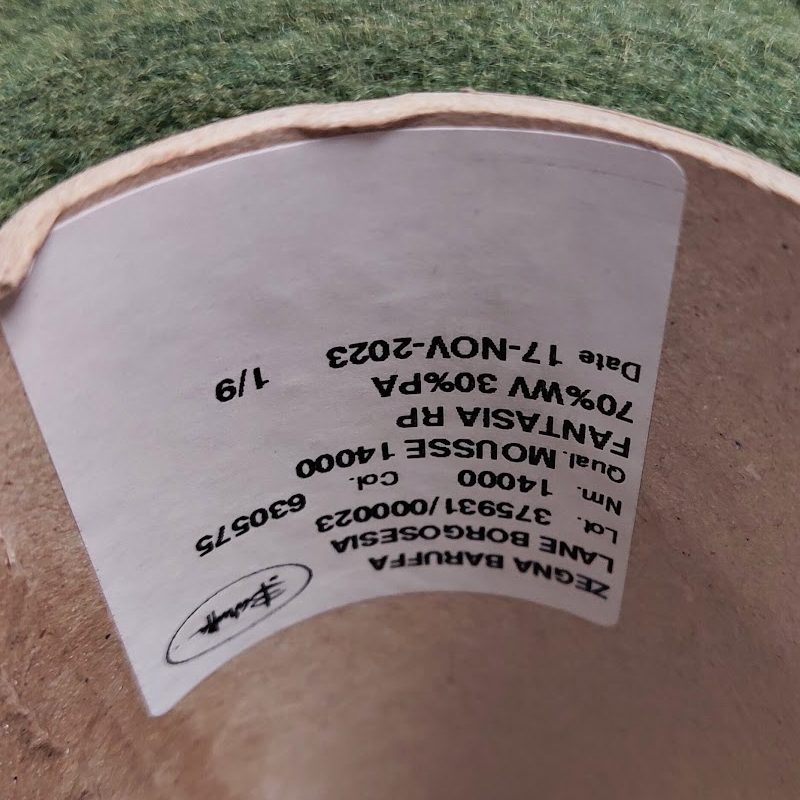 Baruffa
ZEGNA BARUFFA
LANE BORGOSESIA
Lot. 375931/000023
Nm. 14000 Col. 630575
Qual. MOUSSE 14000
FANTASIA RP
70%WV 30%PA
Date 17-NOV-2023 1/9